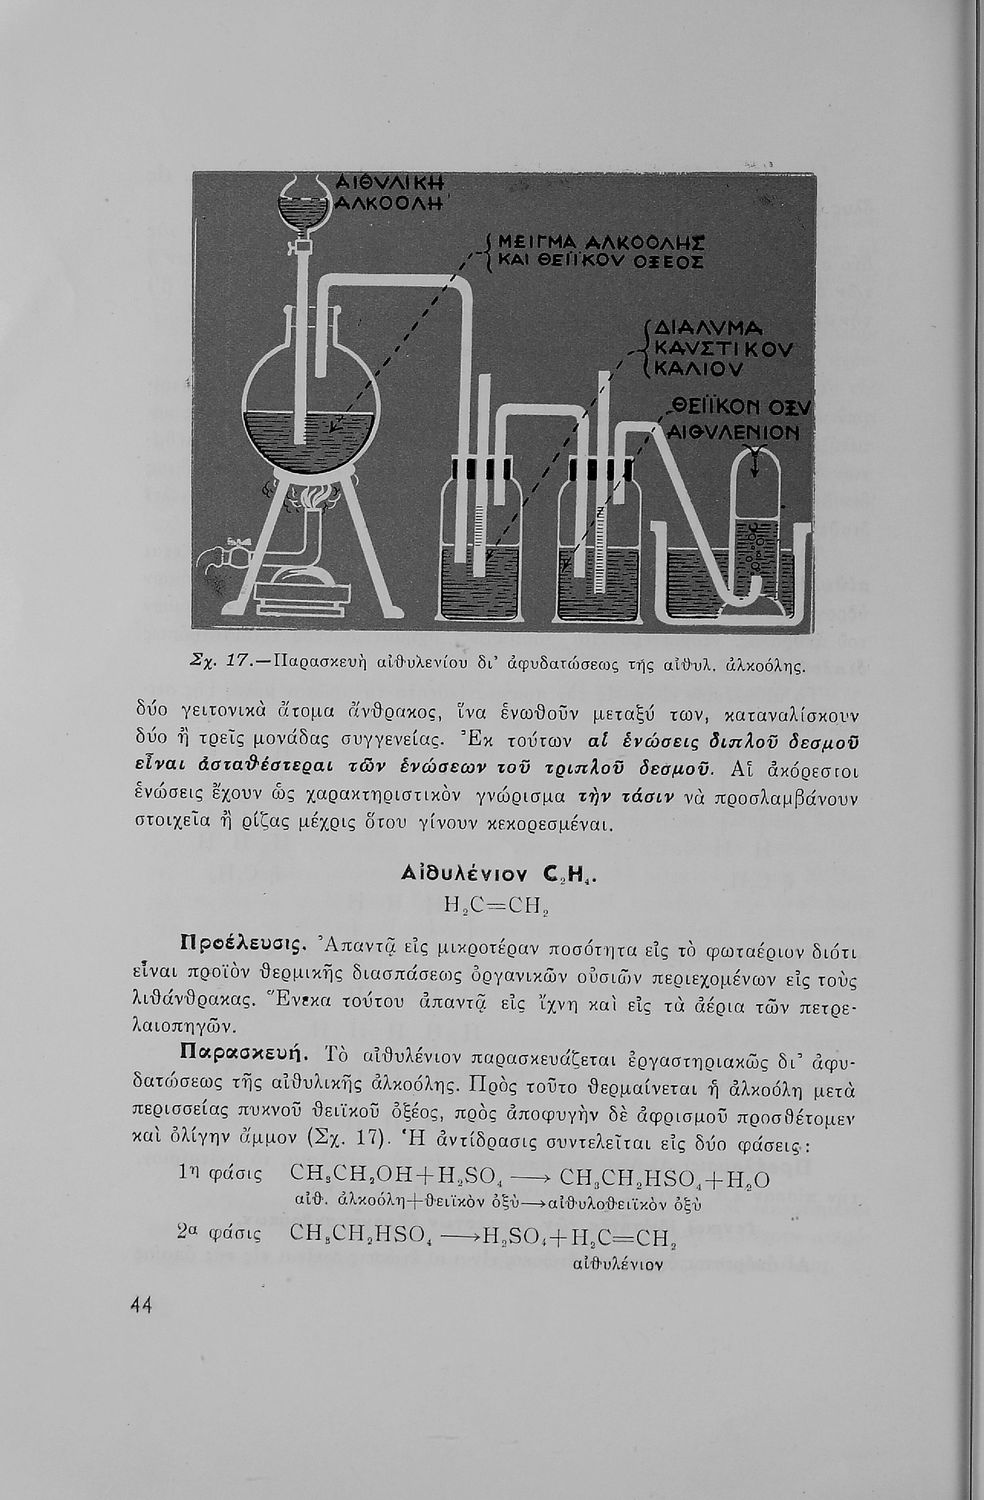 ΑΙΘΥΛΙΚΗ
ΑΛΚΟΟΛΗ
ΜΕΙΓΜΑ ΑΛΚΟΟΛΗΣ
ΚΑΙ ΘΕΙΪΚΟΥ ΟΞΕΟΣ
ΔΙΑΛΥΜΑ
ΚΑΥΣΤΙΚΟΥ
ΚΑΛΙΟΥ
ΘΕΙΪΚΟΝ ΟΞΥ
ΑΙΘΥΛΕΝΙΟΝ
Σχ. 17.—Παρασκευὴ αἰθυλενίου δι’ ἀφυδατώσεως τῆς αἰθυλ. ἀλκοόλης.
δύο γειτονικὰ ἄτομα ἄνθρακος, ἵνα ἑνωθοῦν μεταξύ των, καταναλίσκουν
δύο ἢ τρεῖς μονάδας συγγενείας. Ἐκ τούτων αἱ ἑνώσεις διπλοῦ δεσμοῦ
εἶναι ἀσταθέστεραι τῶν ἑνώσεων τοῦ τριπλοῦ δεσμοῦ. Αἱ ἀκόρεστοι
ἑνώσεις ἔχουν ὡς χαρακτηριστικὸν γνώρισμα τὴν τάσιν νὰ προσλαμβάνουν
στοιχεῖα ἢ ρίζας μέχρις ὅτου γίνουν κεκορεσμέναι.
Αἰθυλένιον C₂H₄.
H₂C=CH₂
Προέλευσις. Ἀπαντᾷ εἰς μικροτέραν ποσότητα εἰς τὸ φωταέριον διότι
εἶναι προϊὸν θερμικῆς διασπάσεως ὀργανικῶν οὐσιῶν περιεχομένων εἰς τοὺς
λιθάνθρακας. Ἕνεκα τούτου ἀπαντᾷ εἰς ἴχνη καὶ εἰς τὰ ἀέρια τῶν πετρε-
λαιοπηγῶν.
Παρασκευή. Τὸ αἰθυλένιον παρασκευάζεται ἐργαστηριακῶς δι’ ἀφυ-
δατώσεως τῆς αἰθυλικῆς ἀλκοόλης. Πρὸς τοῦτο θερμαίνεται ἡ ἀλκοόλη μετὰ
περισσείας πυκνοῦ θειϊκοῦ ὀξέος, πρὸς ἀποφυγὴν δὲ ἀφρισμοῦ προσθέτομεν
καὶ ὀλίγην ἄμμον (Σχ. 17). Ἡ ἀντίδρασις συντελεῖται εἰς δύο φάσεις :
1η φάσις CH₃CH₂OH+H₂SO₄ ⟶ CH₃CH₂HSO₄+H₂O
αἰθ. ἀλκοόλη+θειϊκὸν ὀξὺ⟶αἰθυλοθειϊκὸν ὀξὺ
2α φάσις CH₃CH₂HSO₄ ⟶H₂SO₄+H₂C=CH₂
αἰθυλένιον
44